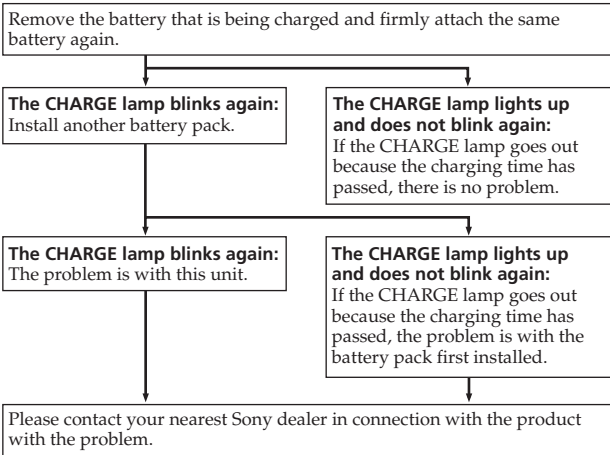 Remove the battery that is being charged and firmly attach the same
battery again.
The CHARGE lamp blinks again:
Install another battery pack.
The CHARGE lamp lights up
and does not blink again:
If the CHARGE lamp goes out
because the charging time has
passed, there is no problem.
The CHARGE lamp blinks again:
The problem is with this unit.
The CHARGE lamp lights up
and does not blink again:
If the CHARGE lamp goes out
because the charging time has
passed, the problem is with the
battery pack first installed.
Please contact your nearest Sony dealer in connection with the product
with the problem.